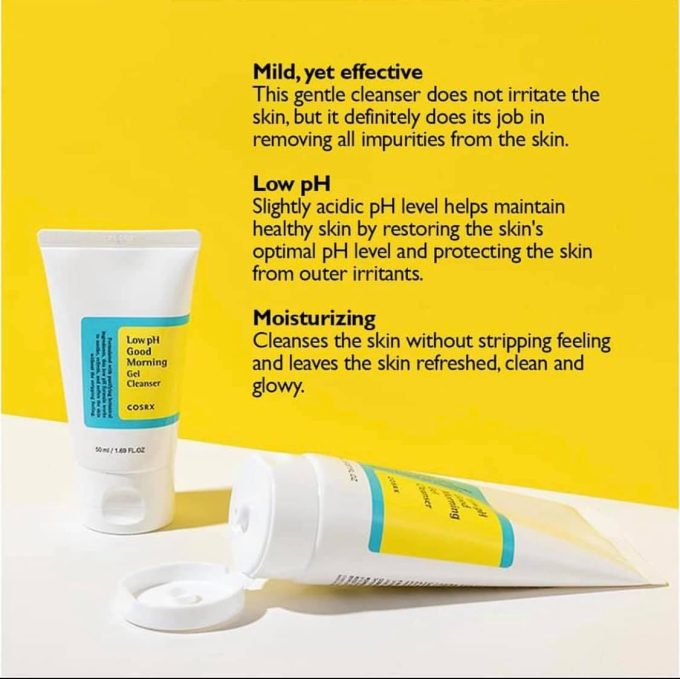 Mild, yet effective
This gentle cleanser does not irritate the
skin, but it definitely does its job in
removing all impurities from the skin.
Low pH
Slightly acidic pH level helps maintain
healthy skin by restoring the skin's
optimal pH level and protecting the skin
from outer irritants.
Moisturizing
Cleanses the skin without stripping feeling
and leaves the skin refreshed, clean and
glowy.
Low pH
Good
Morning
Gel
Cleanser
COSRX
50 ml / 1.69 FL.OZ
pH
Morning
Cleanser
COSRX